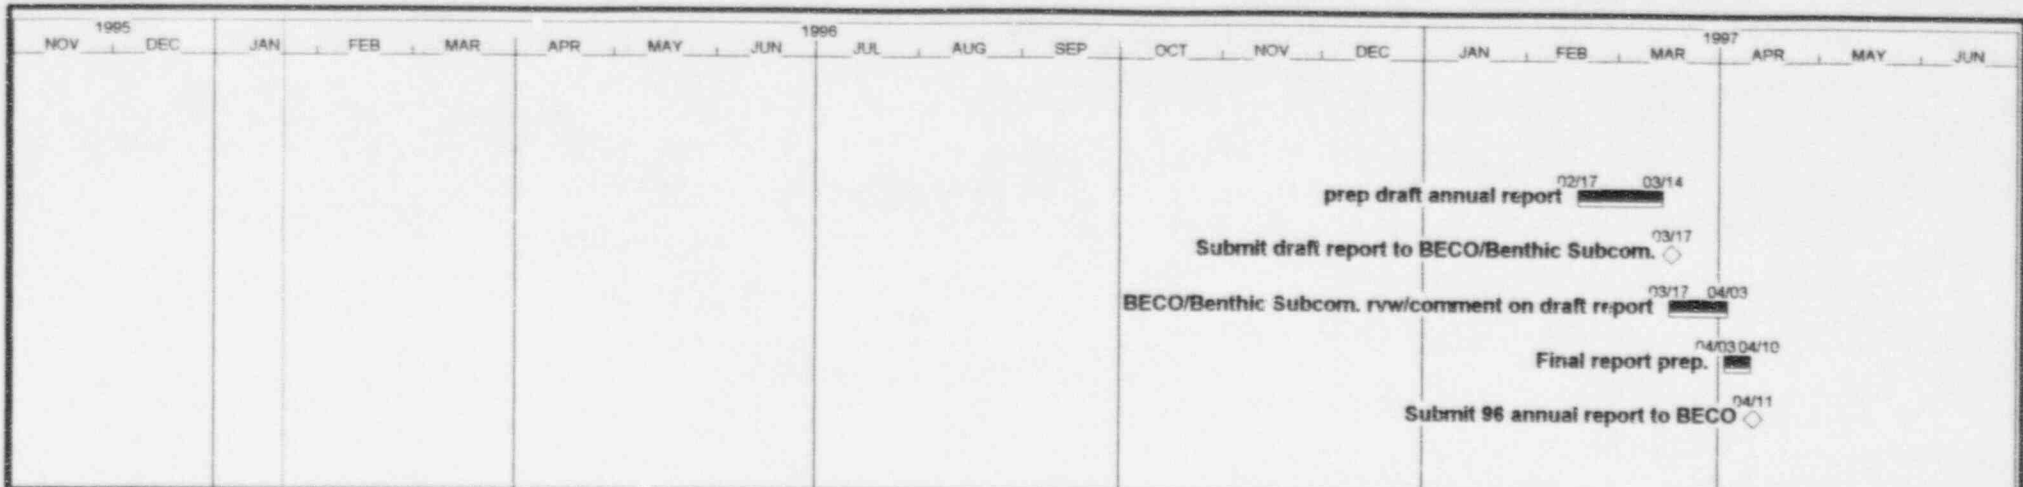 1995 1996 1997
NOV DEC JAN FEB MAR APR MAY JUN JUL AUG SEP OCT NOV DEC JAN FEB MAR APR MAY JUN
02/17 03/14
prep draft annual report
03/17
Submit draft report to BECO/Benthic Subcom.
03/17 04/03
BECO/Benthic Subcom. rvw/comment on draft report
04/03 04/10
Final report prep.
04/11
Submit 96 annual report to BECO